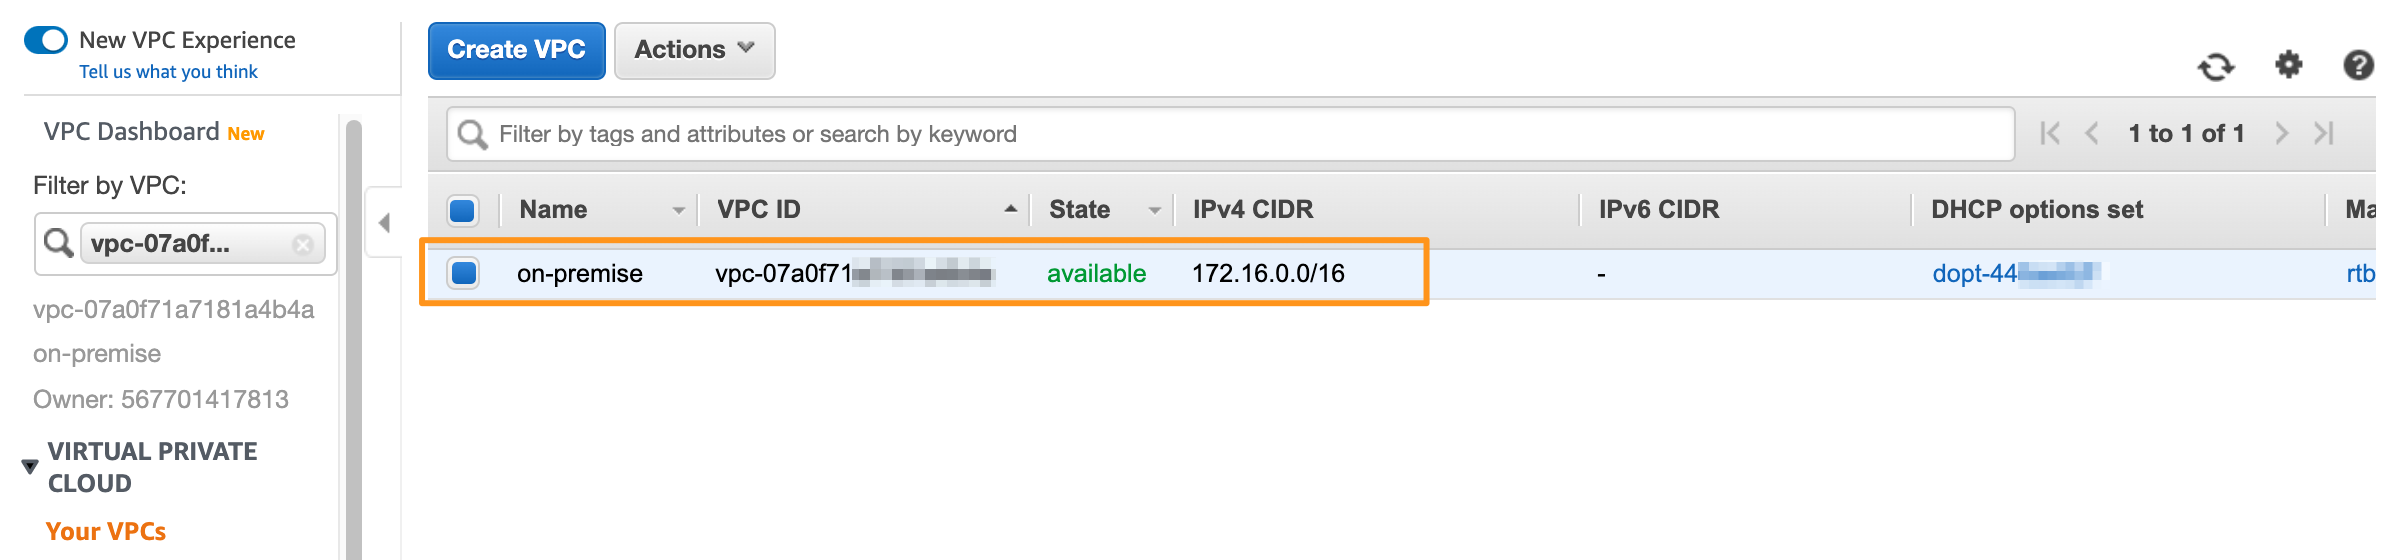 New VPC Experience
Tell us what you think
VPC Dashboard New
Filter by VPC:
vpc-07a0f...
vpc-07a0f71a7181a4b4a
on-premise
Owner: 567701417813
VIRTUAL PRIVATE
CLOUD
Your VPCs
Create VPC Actions
Filter by tags and attributes or search by keyword
1 to 1 of 1
Name VPC ID State IPv4 CIDR IPv6 CIDR DHCP options set Ma
on-premise vpc-07a0f71 available 172.16.0.0/16 - dopt-44 rtb